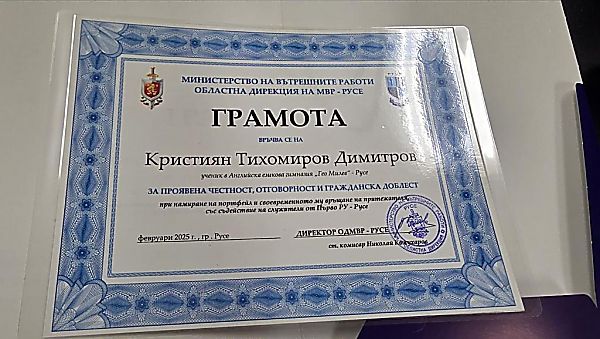 МИНИСТЕРСТВО НА ВЪТРЕШНИТЕ РАБОТИ
ОБЛАСТНА ДИРЕКЦИЯ НА МВР - РУСЕ
ГРАМОТА
ВРЪЧВА СЕ НА
Кристиян Тихомиров Димитров
ученик в Английска езикова гимназия „Гео Милев" - Русе
ЗА ПРОЯВЕНА ЧЕСТНОСТ, ОТГОВОРНОСТ И ГРАЖДАНСКА ДОБЛЕСТ
при намиране на портфейл и своевременното му връщане на притежателя
със съдействие на служители от Първо РУ - Русе
февруари 2025 г., гр. Русе
ДИРЕКТОР ОДМВР - РУСЕ
ст. комисар Николай